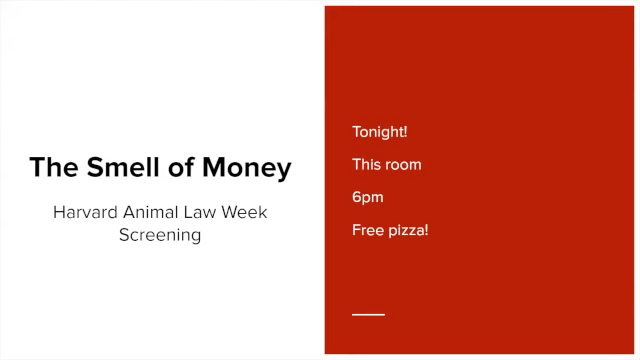 The Smell of Money
Harvard Animal Law Week
Screening
Tonight!
This room
6pm
Free pizza!